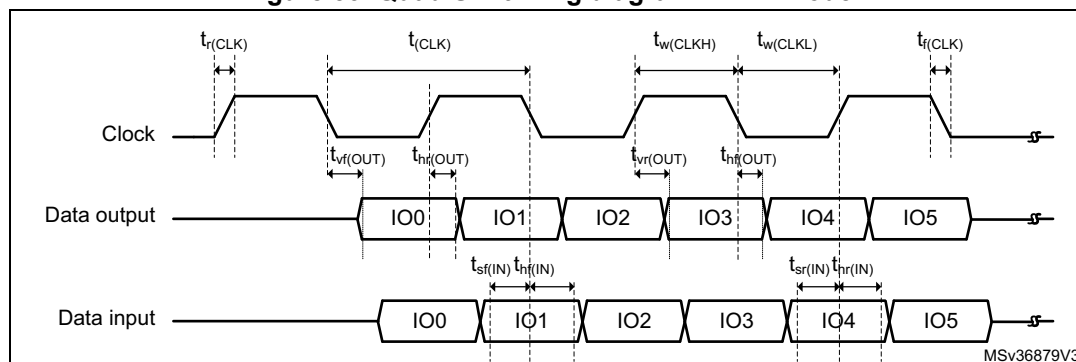 tr(CLK) t(CLK) tw(CLKH) tw(CLKL) tf(CLK)
Clock
tvf(OUT) thr(OUT) tvr(OUT) thf(OUT)
Data output IO0 IO1 IO2 IO3 IO4 IO5
tsf(IN) thf(IN) tsr(IN) thr(IN)
Data input IO0 IO1 IO2 IO3 IO4 IO5
MSv36879V3